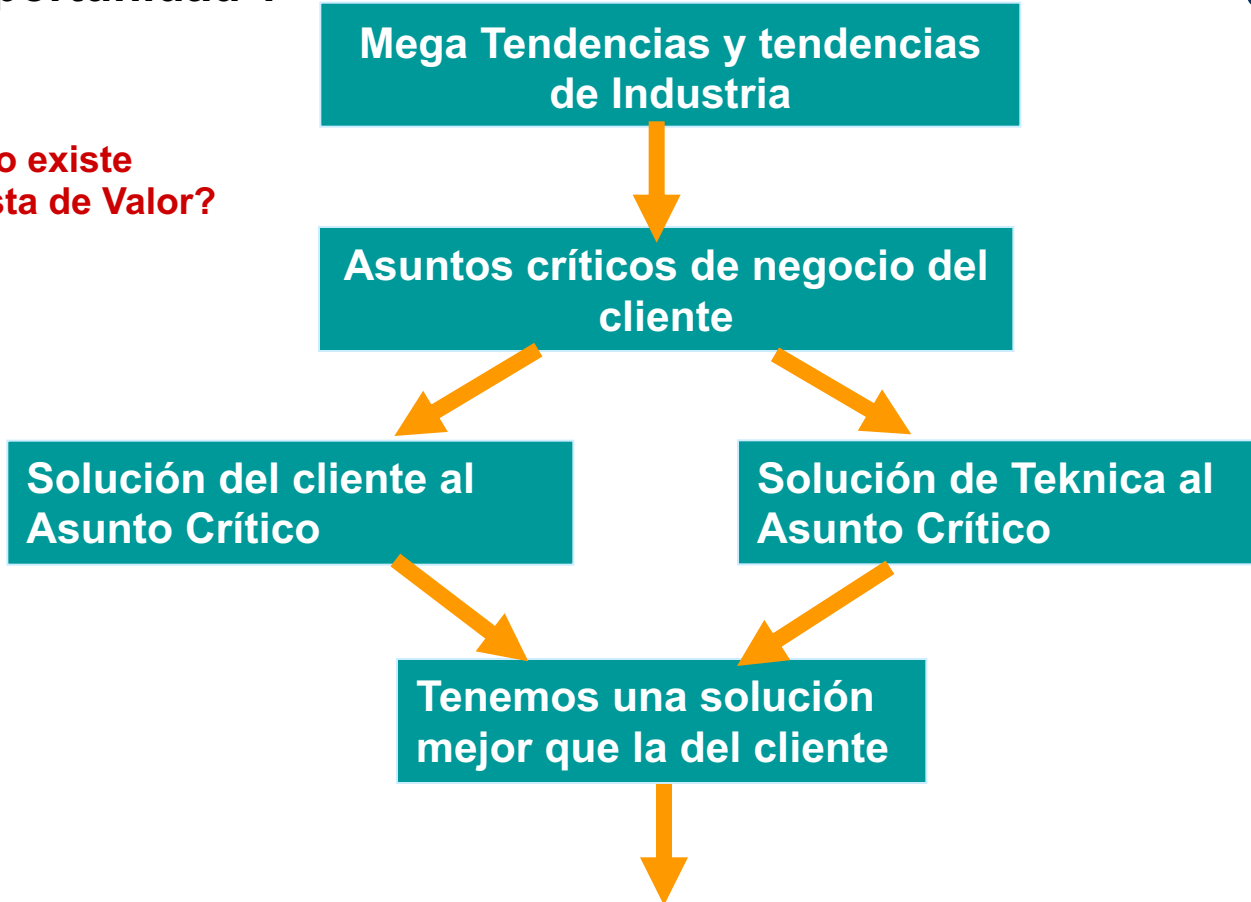 Mega Tendencias y tendencias
de Industria
o existe
sta de Valor?
Asuntos críticos de negocio del
cliente
Solución del cliente al
Asunto Crítico
Solución de Teknica al
Asunto Crítico
Tenemos una solución
mejor que la del cliente